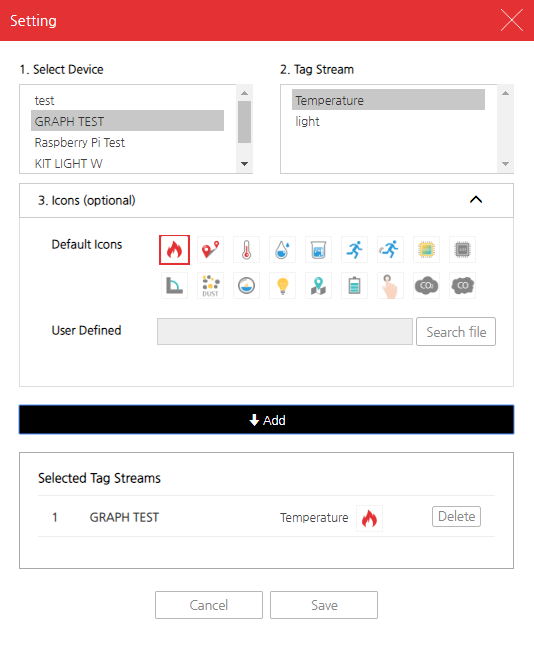 Setting
1. Select Device
2. Tag Stream
test
GRAPH TEST
Raspberry Pi Test
KIT LIGHT W
Temperature
light
3. Icons (optional)
Default Icons
DUST
CO₂
CO
User Defined
Search file
Add
Selected Tag Streams
1 GRAPH TEST Temperature Delete
Cancel
Save